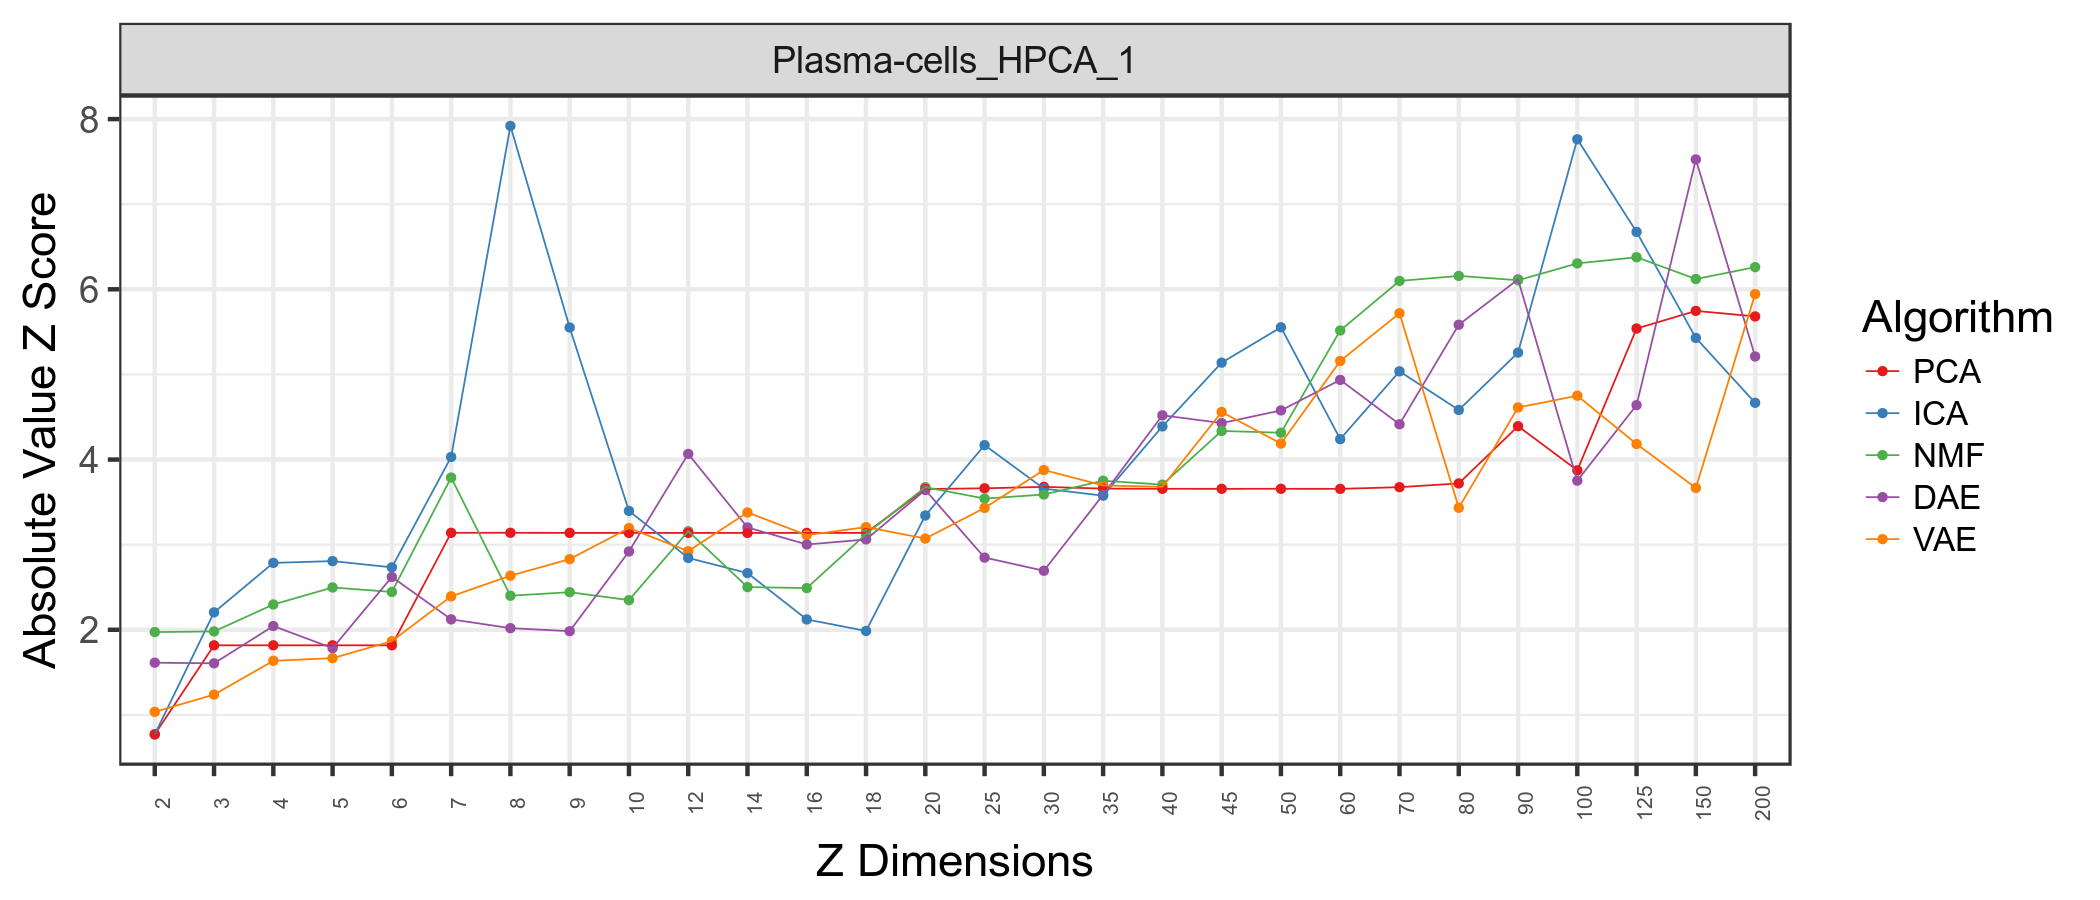 Plasma-cells_HPCA_1
Absolute Value Z Score
8
6
4
2
2 3 4 5 6 7 8 9 10 12 14 16 18 20 25 30 35 40 45 50 60 70 80 90 100 125 150 200
Z Dimensions
Algorithm
PCA
ICA
NMF
DAE
VAE